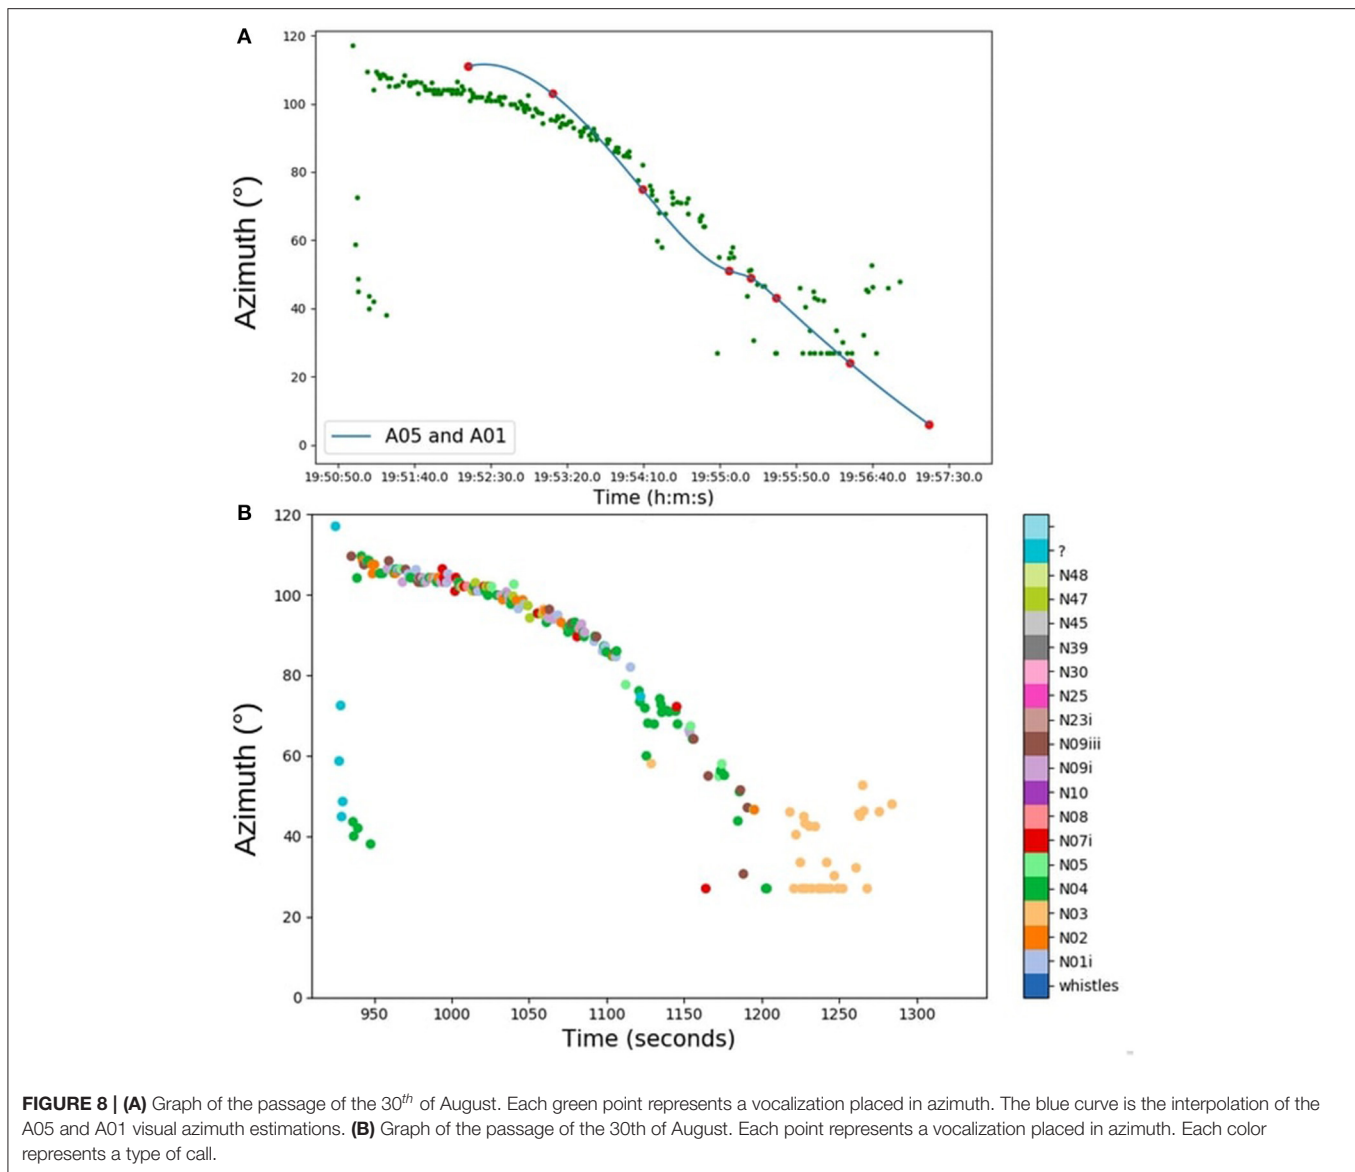 A
120
100
80
60
40
20
0
Azimuth (°)
A05 and A01
19:50:50.0 19:51:40.0 19:52:30.0 19:53:20.0 19:54:10.0 19:55:00.0 19:55:50.0 19:56:40.0 19:57:30.0
Time (h:m:s)
B
120
100
80
60
40
20
0
Azimuth (°)
950 1000 1050 1100 1150 1200 1250 1300
Time (seconds)
-
?
N48
N47
N45
N39
N30
N25
N23i
N09iii
N09i
N10
N08
N07i
N05
N04
N03
N02
N01i
whistles
FIGURE 8 | (A) Graph of the passage of the 30th of August. Each green point represents a vocalization placed in azimuth. The blue curve is the interpolation of the
A05 and A01 visual azimuth estimations. (B) Graph of the passage of the 30th of August. Each point represents a vocalization placed in azimuth. Each color
represents a type of call.